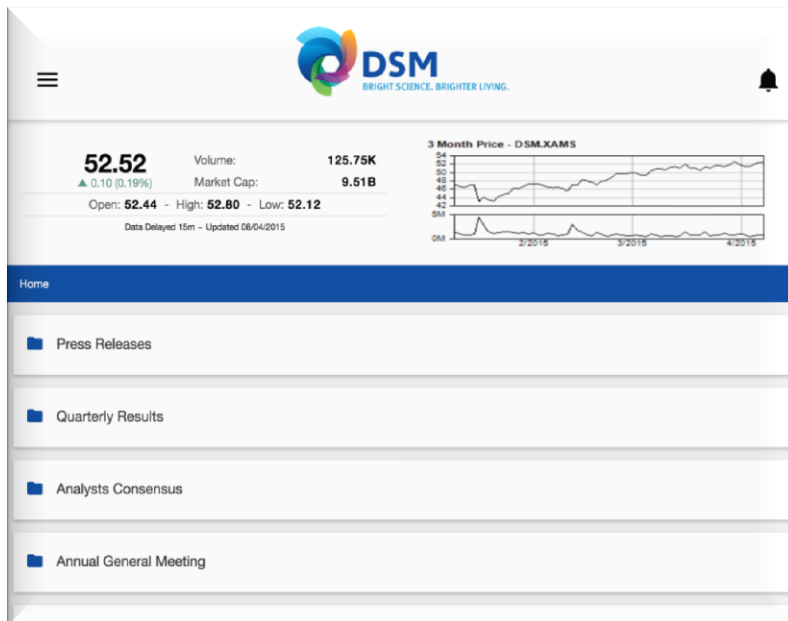 DSM
BRIGHT SCIENCE. BRIGHTER LIVING.
52.52
▲ 0.10 (0.19%)
Volume: 125.75K
Market Cap: 9.51B
Open: 52.44 - High: 52.80 - Low: 52.12
Data Delayed 15m - Updated 08/04/2015
3 Month Price - DSM.XAMS
54
52
50
48
46
44
42
5M
0M
2/2015 3/2015 4/2015
Home
Press Releases
Quarterly Results
Analysts Consensus
Annual General Meeting